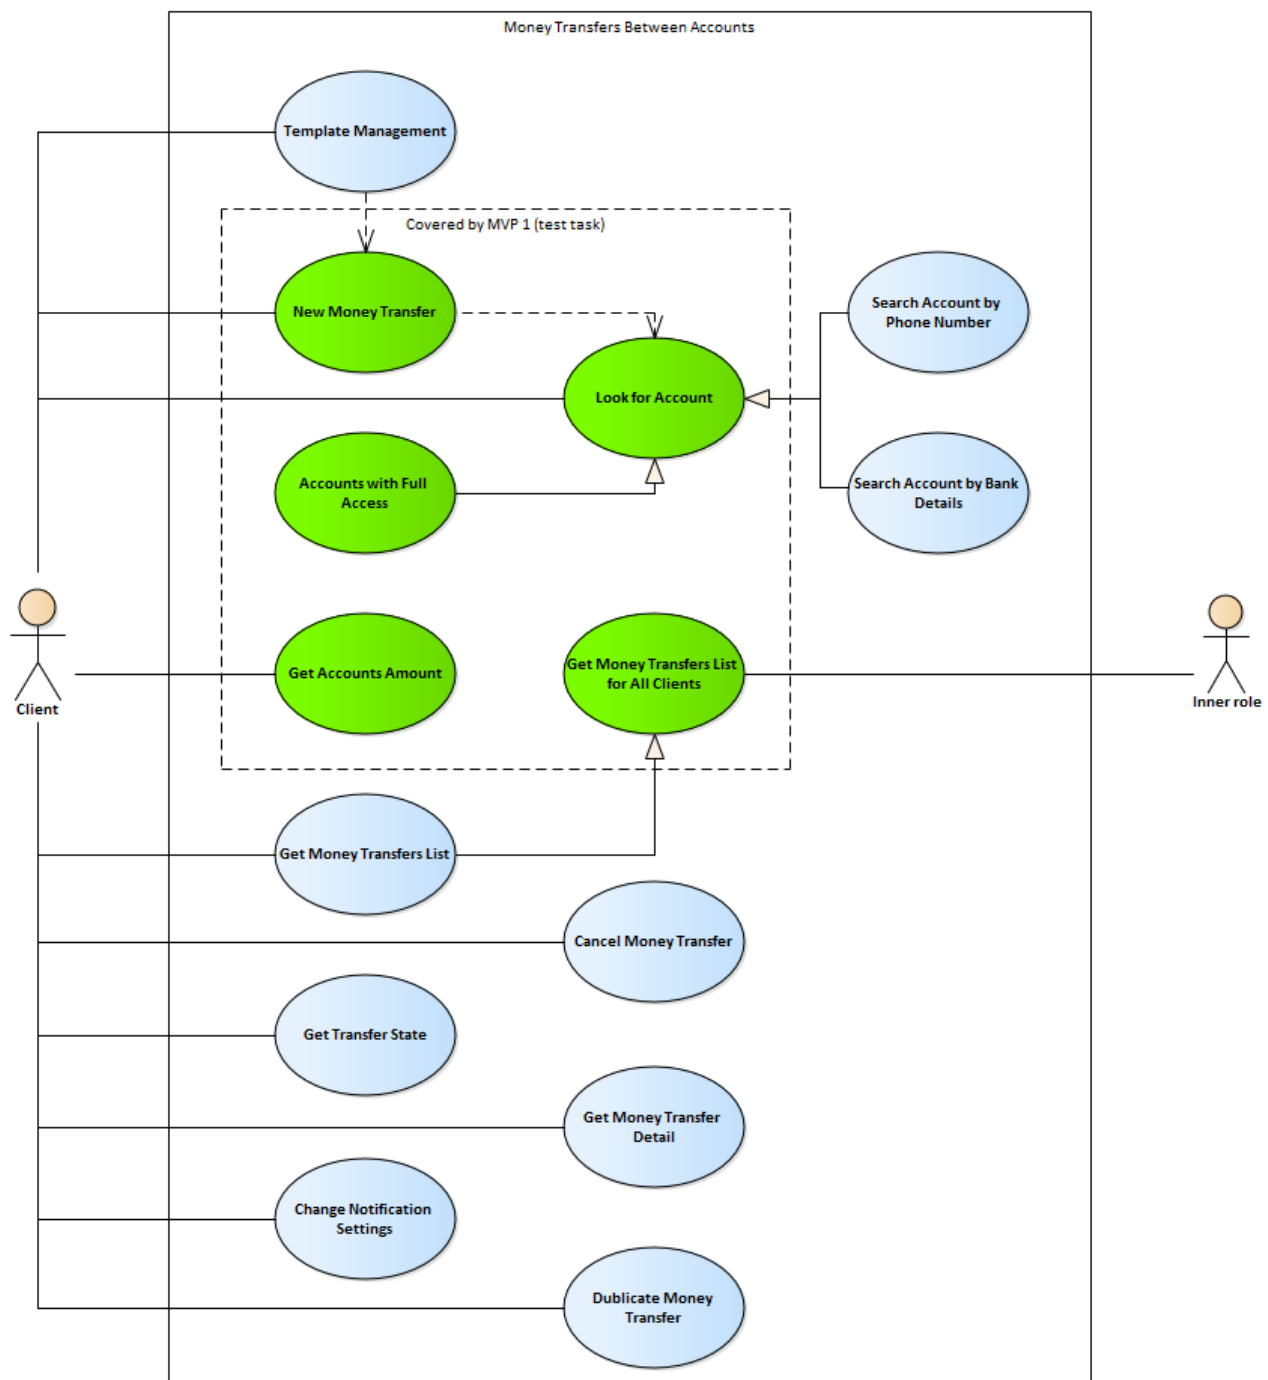 Money Transfers Between Accounts
Template Management
Covered by MVP 1 (test task)
New Money Transfer
Search Account by
Phone Number
Look for Account
Accounts with Full
Access
Search Account by Bank
Details
Client
Get Accounts Amount
Get Money Transfers List
for All Clients
Inner role
Get Money Transfers List
Cancel Money Transfer
Get Transfer State
Get Money Transfer
Detail
Change Notification
Settings
Dublicate Money
Transfer